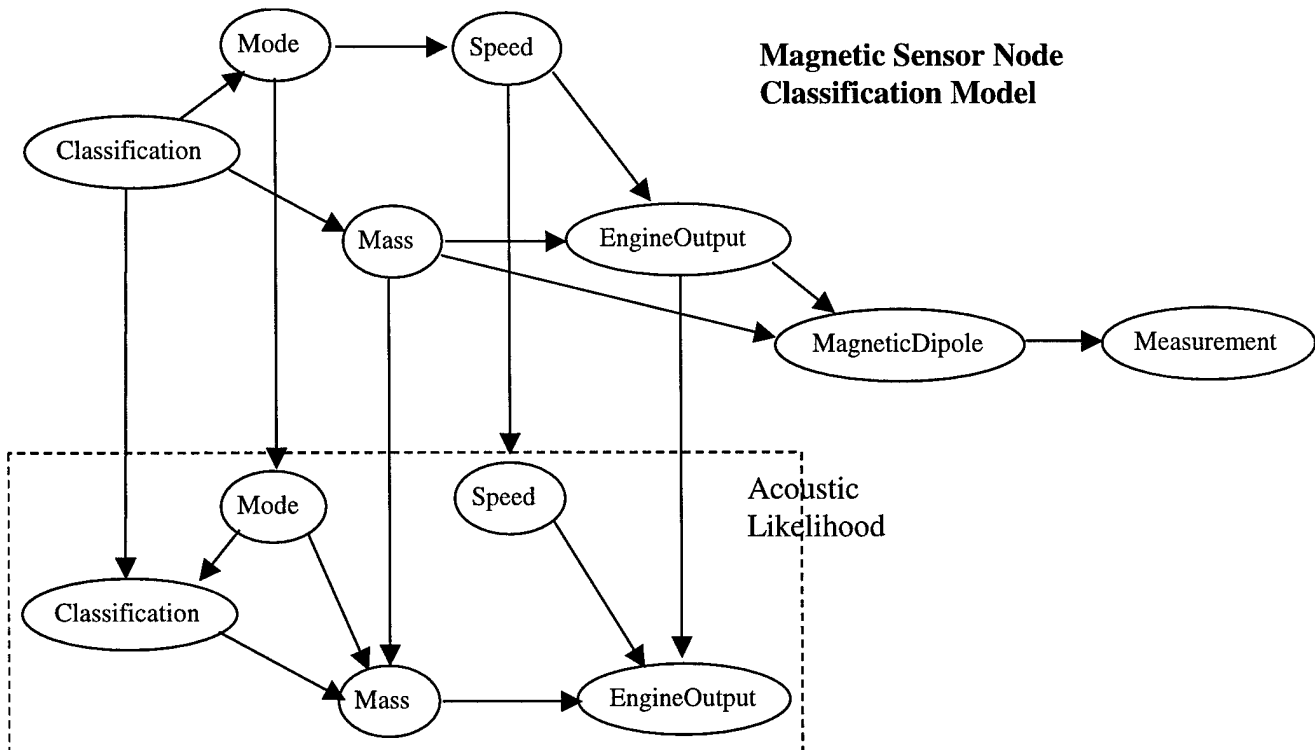 Mode
Speed
Magnetic Sensor Node
Classification Model
Classification
Mass
EngineOutput
MagneticDipole
Measurement
Mode
Speed
Acoustic
Likelihood
Classification
Mass
EngineOutput